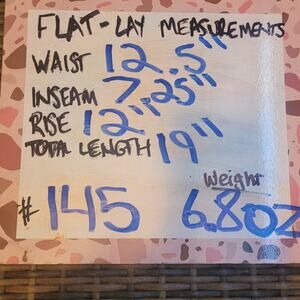 FLAT-LAY MEASUREMENTS
WAIST 12.5"
INSEAM 7.25"
RISE 12"
TOTAL LENGTH 19"
Weight
#145 6.8oz